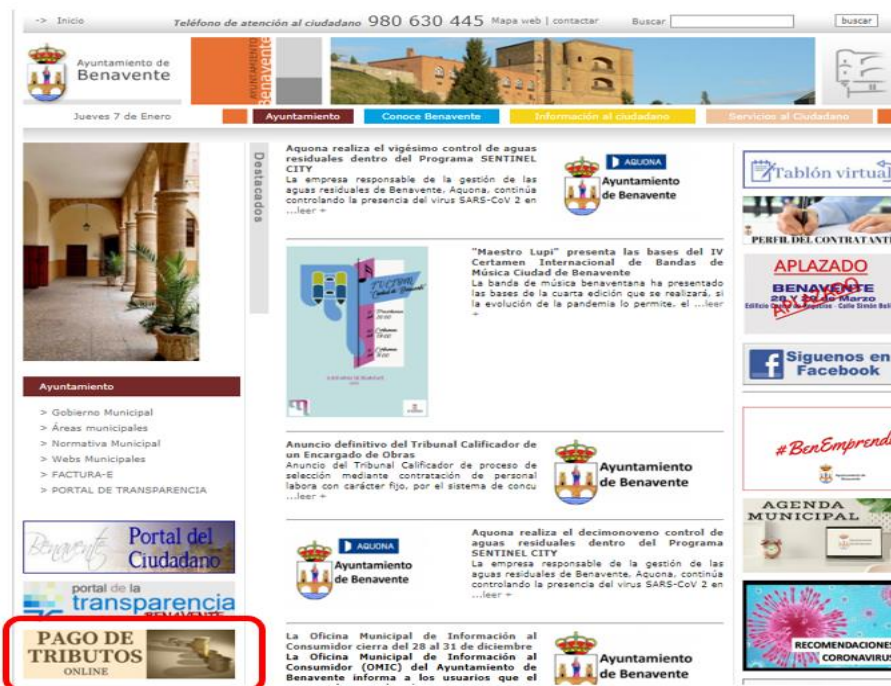 -> Inicio
Teléfono de atención al ciudadano 980 630 445 Mapa web | contactar
Buscar
buscar
Ayuntamiento de
Benavente
AYUNTAMIENTO
Benavente
Jueves 7 de Enero
Ayuntamiento
Conoce Benavente
Información al ciudadano
Servicios al Ciudadano
Destacados
Aquona realiza el vigésimo control de aguas
residuales dentro del Programa SENTINEL
CITY
La empresa responsable de la gestión de las
aguas residuales de Benavente, Aquona, continúa
controlando la presencia del virus SARS-CoV 2 en
...leer +
AQUONA
Ayuntamiento
de Benavente
"Maestro Lupi" presenta las bases del IV
Certamen Internacional de Bandas de
Música Ciudad de Benavente
La banda de música benaventana ha presentado
las bases de la cuarta edición que se realizará, si
la evolución de la pandemia lo permite, el ...leer
+
Anuncio definitivo del Tribunal Calificador de
un Encargado de Obras
Anuncio del Tribunal Calificador de proceso de
selección mediante contratación de personal
labora con carácter fijo, por el sistema de concu
...leer +
Ayuntamiento
de Benavente
AQUONA
Ayuntamiento
de Benavente
Aquona realiza el decimonoveno control de
aguas residuales dentro del Programa
SENTINEL CITY
La empresa responsable de la gestión de las
aguas residuales de Benavente, Aquona, continúa
controlando la presencia del virus SARS-CoV 2 en
...leer +
La Oficina Municipal de Información al
Consumidor cierra del 28 al 31 de diciembre
La Oficina Municipal de Información al
Consumidor (OMIC) del Ayuntamiento de
Benavente informa a los usuarios que el
Ayuntamiento
de Benavente
Ayuntamiento
> Gobierno Municipal
> Áreas municipales
> Normativa Municipal
> Webs Municipales
> FACTURA-E
> PORTAL DE TRANSPARENCIA
Benavente
Portal del
Ciudadano
portal de la
transparencia
BENAVENTE
PAGO DE
TRIBUTOS
ONLINE
Tablón virtual
PERFIL DEL CONTRATANTE
APLAZADO
BENAVENTE
28 Y 29 de Marzo
APLAZADO
Siguenos en
Facebook
#BenEmprende
AGENDA
MUNICIPAL
RECOMENDACIONES
CORONAVIRUS